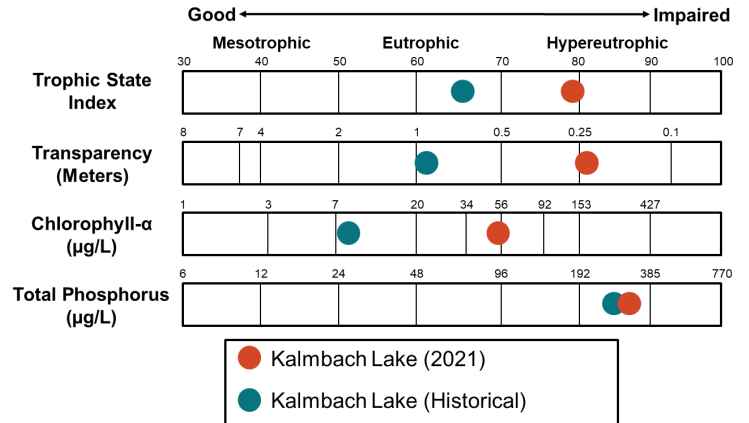 Good Impaired
Mesotrophic Eutrophic Hypereutrophic
30 40 50 60 70 80 90 100
Trophic State
Index
8 7 4 2 1 0.5 0.25 0.1
Transparency
(Meters)
1 3 7 20 34 56 92 153 427
Chlorophyll-α
(µg/L)
6 12 24 48 96 192 385 770
Total Phosphorus
(µg/L)
Kalmbach Lake (2021)
Kalmbach Lake (Historical)